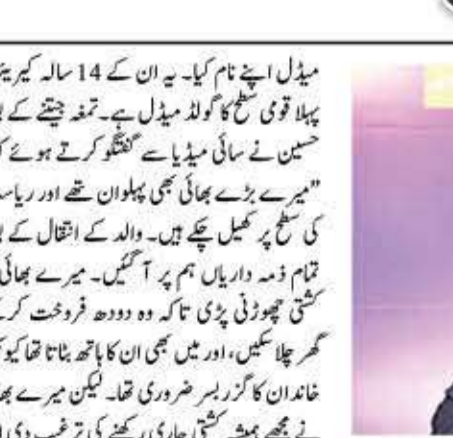 میڈل اپنے نام کیا۔ یہ ان کے 14 سالہ کیریئر
پہلا قومی سطح کا گولڈ میڈل ہے۔ تمغہ جیتنے کے
حسین نے سائی میڈیا سے گفتگو کرتے ہوئے
”میرے بڑے بھائی بھی پہلوان تھے اور
کی سطح پر کھیل چکے ہیں۔ والد کے انتقال کے
تمام ذمہ داریاں ہم پر آ گئیں۔ میرے بھائی
کشتی چھوڑنی پڑی تاکہ وہ دودھ فروخت
گھر چلا سکیں، اور میں بھی ان کا ہاتھ بٹاتا تھا
خاندان کا گزر بسر ضروری تھا۔ لیکن میرے
نے مجھے ہمیشہ کشتی جاری رکھنے کی ترغیب دی